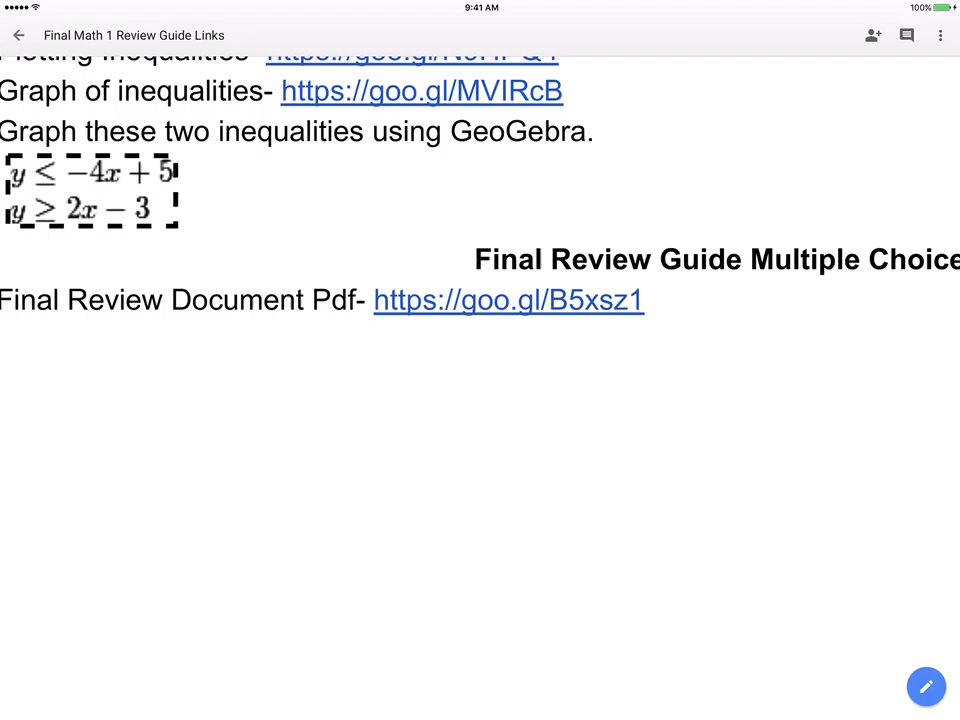 9:41 AM
100%
Final Math 1 Review Guide Links
Graph of inequalities- https://goo.gl/MVIRcB
Graph these two inequalities using GeoGebra.
y ≤ −4x + 5
y ≥ 2x − 3
Final Review Guide Multiple Choice
Final Review Document Pdf- https://goo.gl/B5xsz1